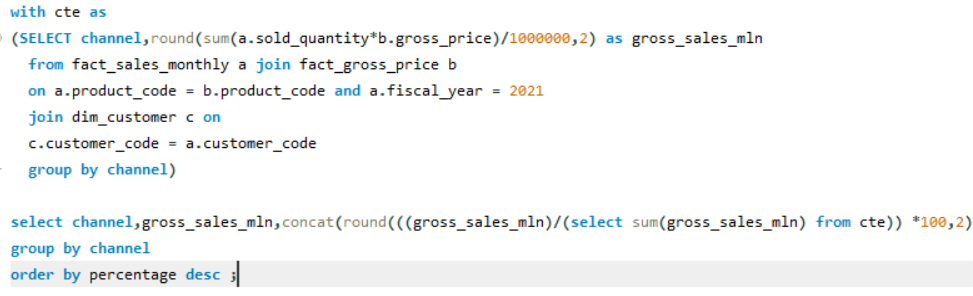 with cte as
(SELECT channel,round(sum(a.sold_quantity*b.gross_price)/1000000,2) as gross_sales_mln
from fact_sales_monthly a join fact_gross_price b
on a.product_code = b.product_code and a.fiscal_year = 2021
join dim_customer c on
c.customer_code = a.customer_code
group by channel)
select channel,gross_sales_mln,concat(round(((gross_sales_mln)/(select sum(gross_sales_mln) from cte)) *100,2)
group by channel
order by percentage desc ;